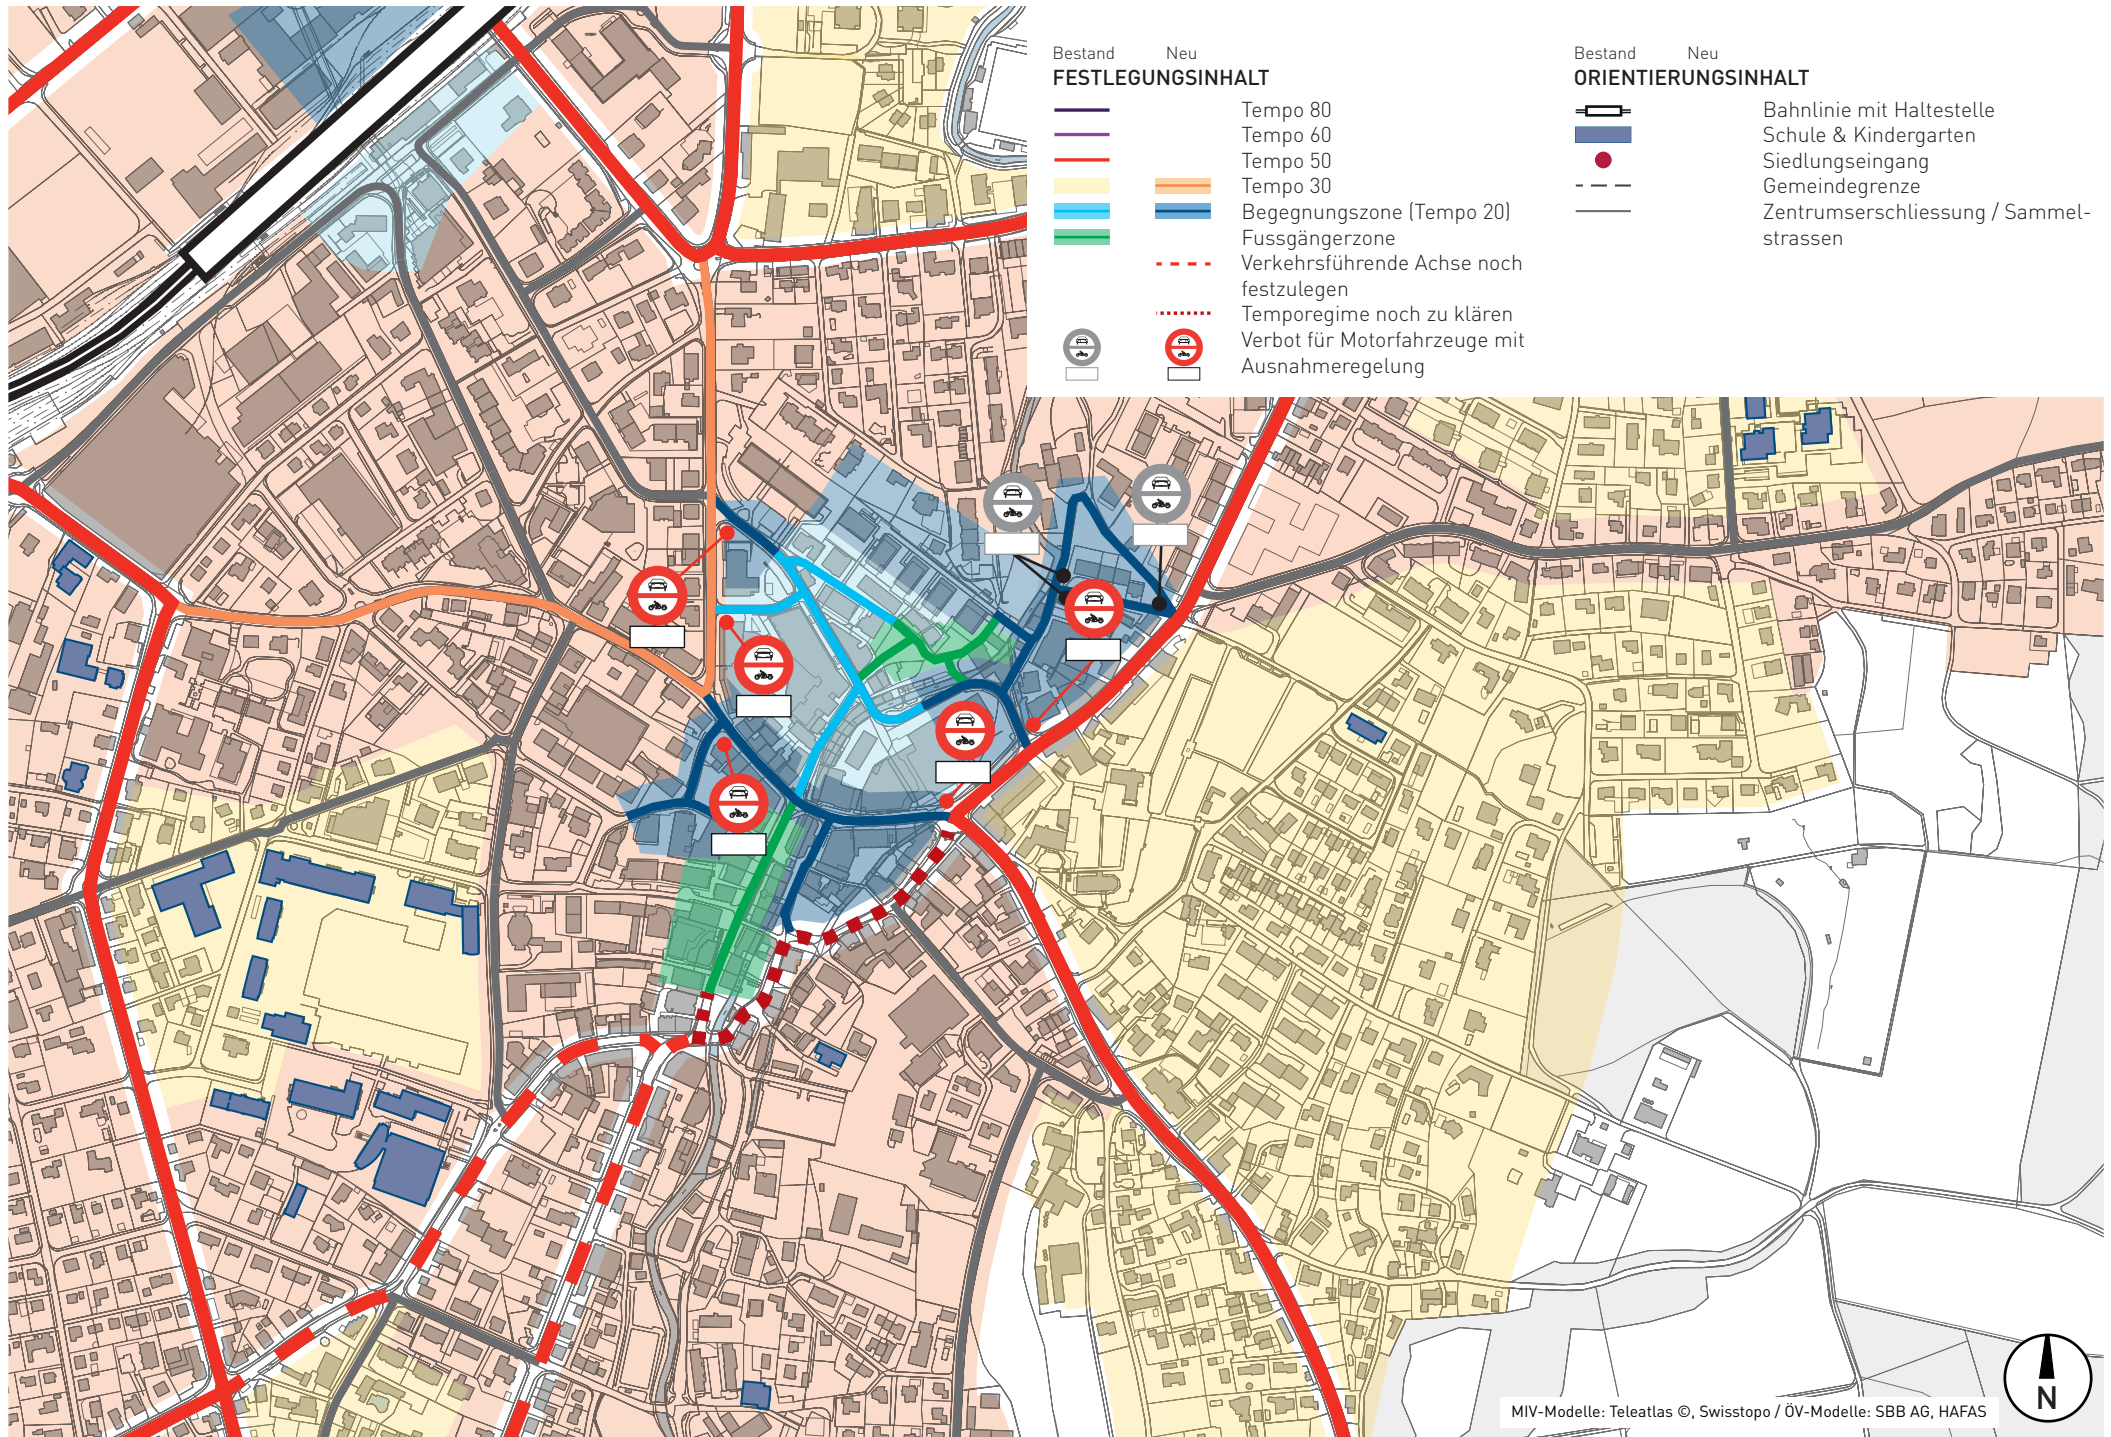 Bestand Neu
FESTLEGUNGSINHALT
Tempo 80
Tempo 60
Tempo 50
Tempo 30
Begegnungszone (Tempo 20)
Fussgängerzone
Verkehrsführende Achse noch
festzulegen
Temporegime noch zu klären
Verbot für Motorfahrzeuge mit
Ausnahmeregelung
Bestand Neu
ORIENTIERUNGSINHALT
Bahnlinie mit Haltestelle
Schule & Kindergarten
Siedlungseingang
Gemeindegrenze
Zentrumserschliessung / Sammel-
strassen
N
MIV-Modelle: Teleatlas ©, Swisstopo / ÖV-Modelle: SBB AG, HAFAS